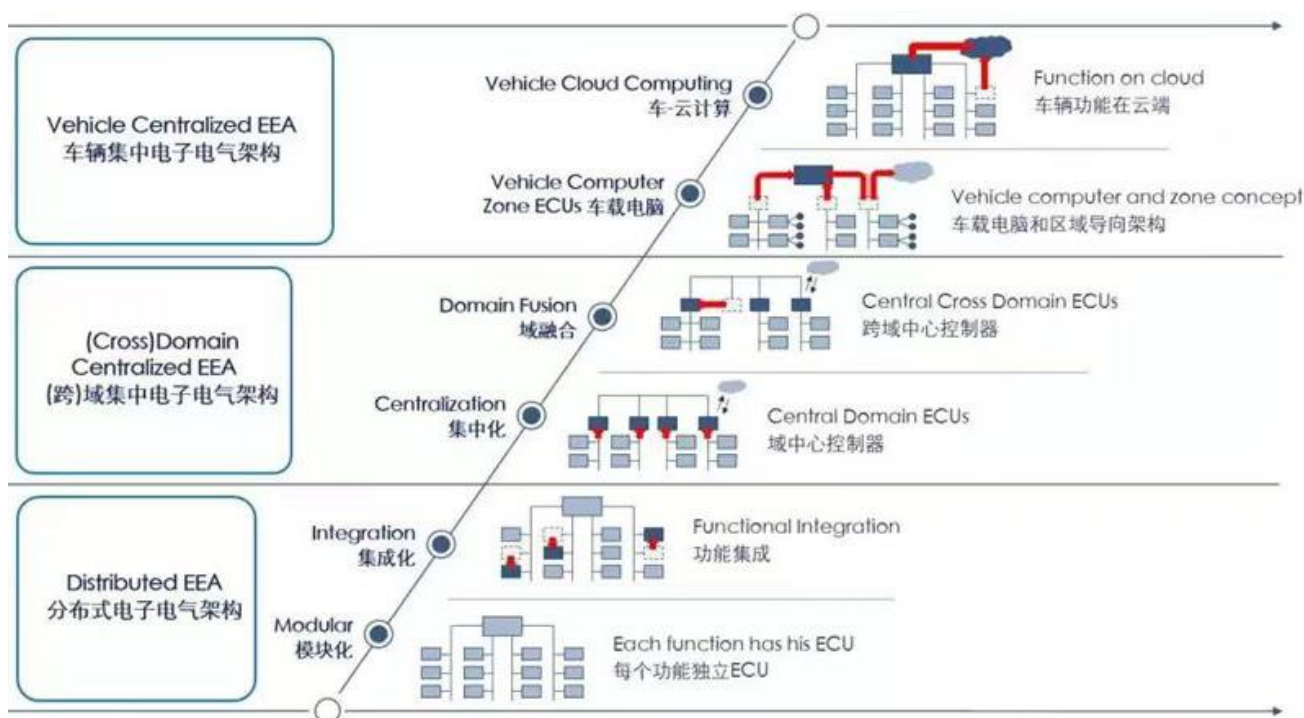 Vehicle Centralized EEA
车辆集中电子电气架构
Vehicle Cloud Computing
车-云计算
Function on cloud
车辆功能在云端
Vehicle Computer
Zone ECUs 车载电脑
Vehicle computer and zone concept
车载电脑和区域导向架构
(Cross)Domain
Centralized EEA
(跨)域集中电子电气架构
Domain Fusion
域融合
Central Cross Domain ECUs
跨域中心控制器
Centralization
集中化
Central Domain ECUs
域中心控制器
Distributed EEA
分布式电子电气架构
Integration
集成化
Functional Integration
功能集成
Modular
模块化
Each function has his ECU
每个功能独立ECU